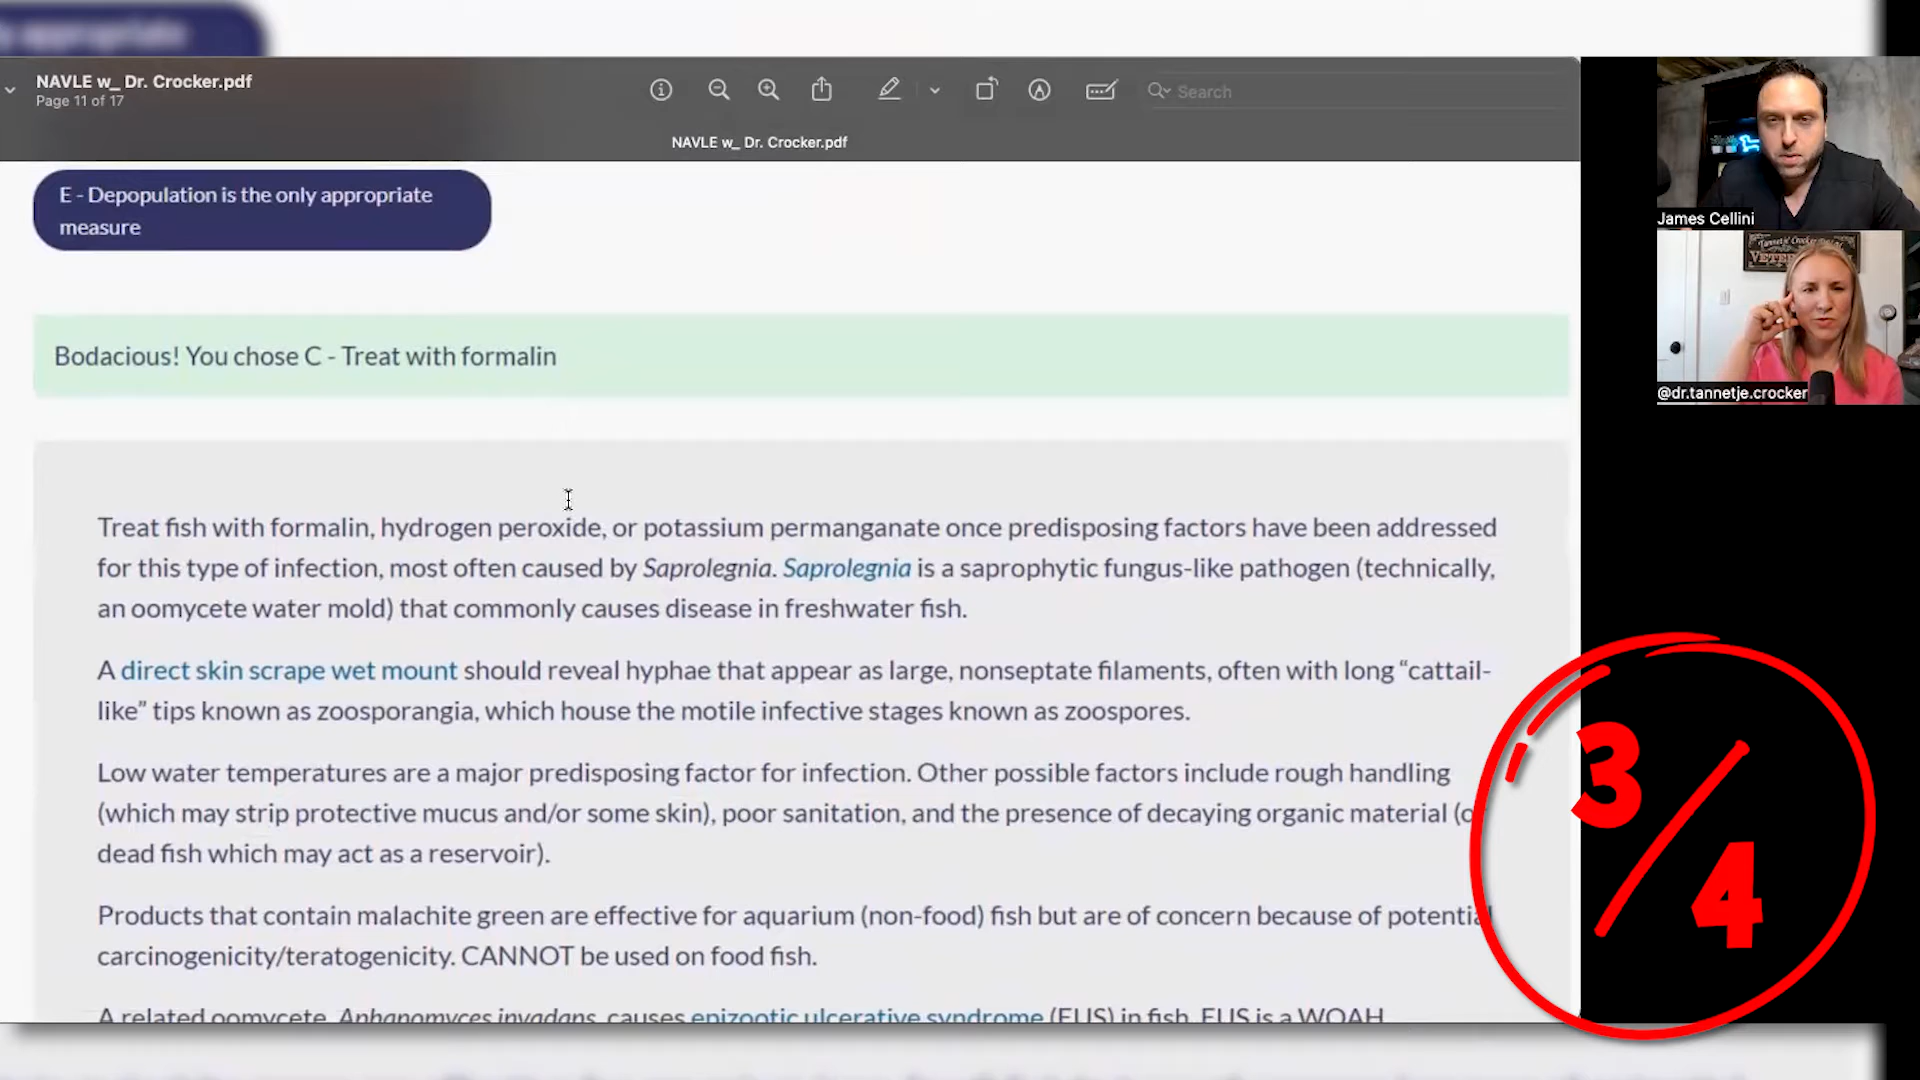 appropriate
NAVLE w_ Dr. Crocker.pdf
Page 11 of 17
Search
NAVLE w_ Dr. Crocker.pdf
E - Depopulation is the only appropriate
measure
Bodacious! You chose C - Treat with formalin
Treat fish with formalin, hydrogen peroxide, or potassium permanganate once predisposing factors have been addressed
for this type of infection, most often caused by Saprolegnia. Saprolegnia is a saprophytic fungus-like pathogen (technically,
an oomycete water mold) that commonly causes disease in freshwater fish.
A direct skin scrape wet mount should reveal hyphae that appear as large, nonseptate filaments, often with long “cattail-
like” tips known as zoosporangia, which house the motile infective stages known as zoospores.
Low water temperatures are a major predisposing factor for infection. Other possible factors include rough handling
(which may strip protective mucus and/or some skin), poor sanitation, and the presence of decaying organic material (o
dead fish which may act as a reservoir).
Products that contain malachite green are effective for aquarium (non-food) fish but are of concern because of potential
carcinogenicity/teratogenicity. CANNOT be used on food fish.
A related oomycete, Aphanomyces invadans, causes epizootic ulcerative syndrome (EUS) in fish. EUS is a WOAH
James Cellini
Tannetje' Crocker
VETE
@dr.tannetje.crocker
3/4